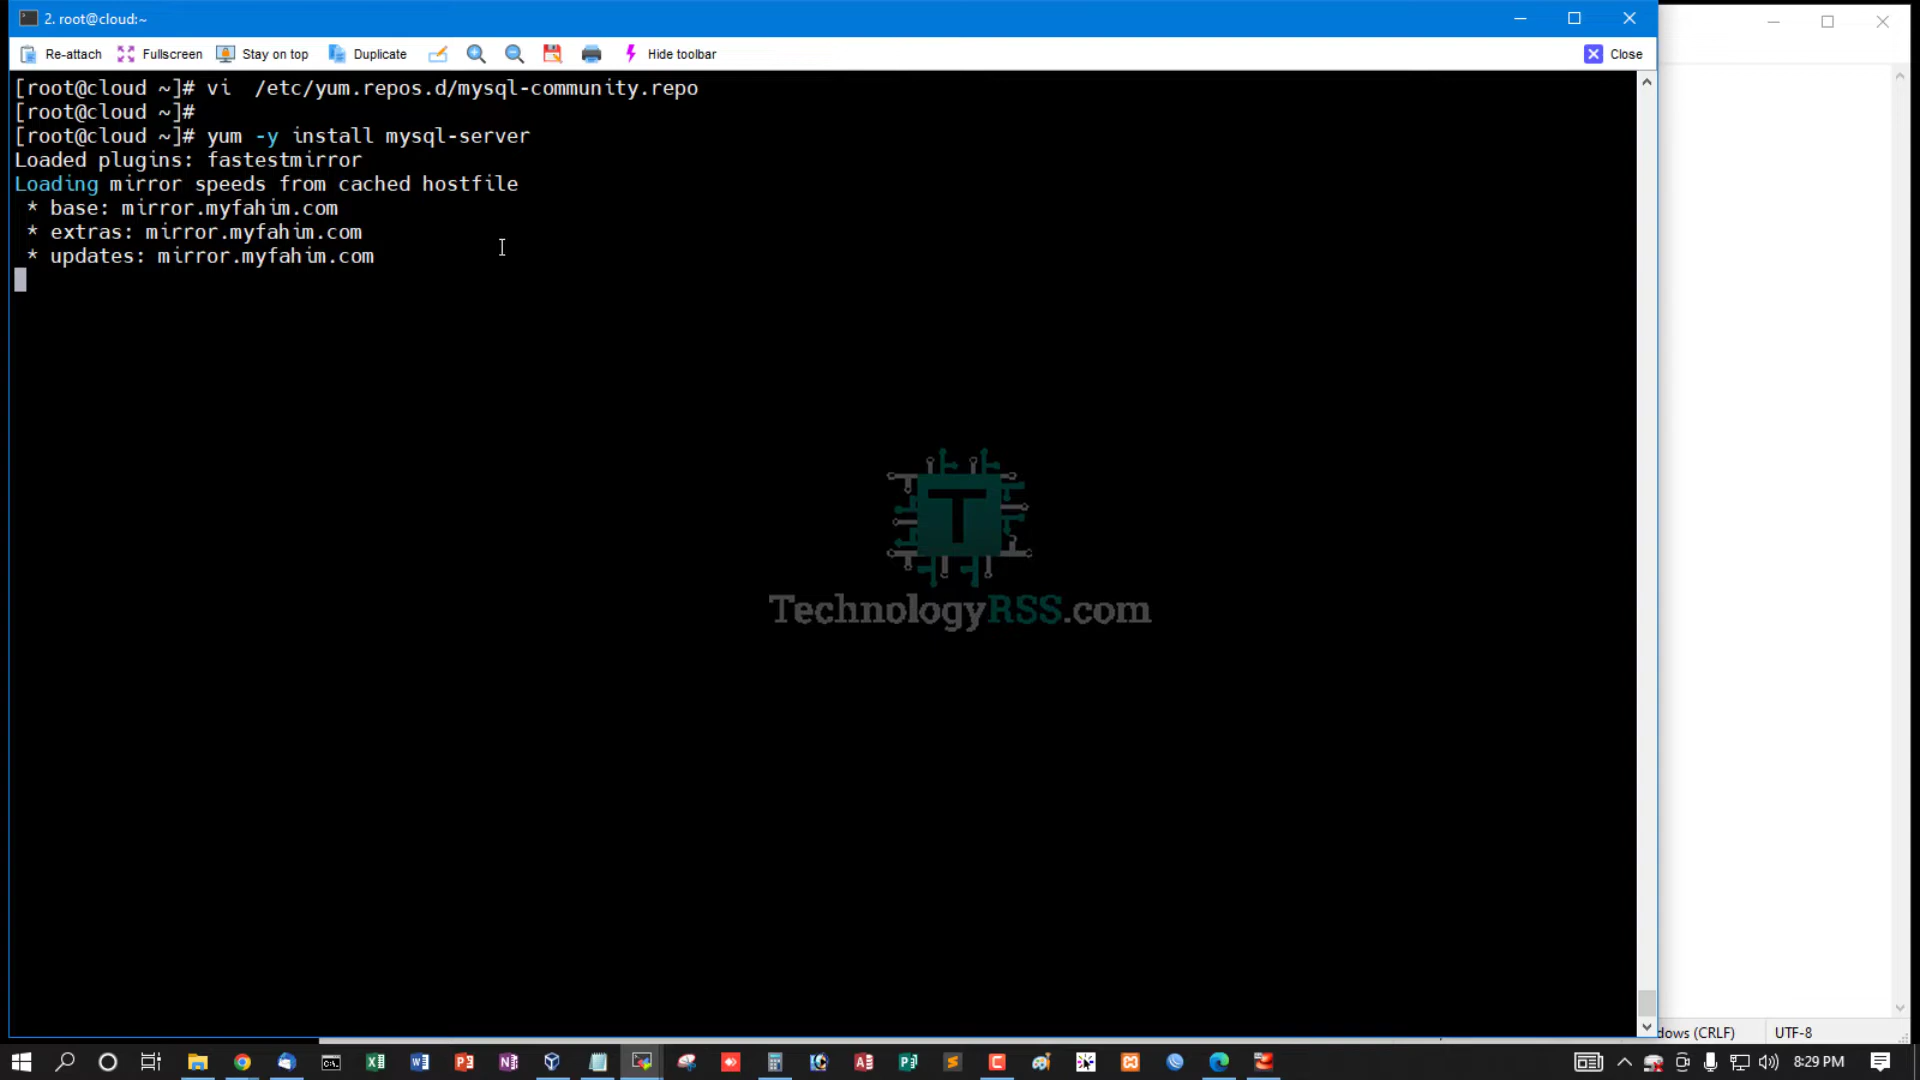 2. root@cloud:~
Re-attach Fullscreen Stay on top Duplicate Hide toolbar Close
[root@cloud ~]# vi  /etc/yum.repos.d/mysql-community.repo
[root@cloud ~]#
[root@cloud ~]# yum -y install mysql-server
Loaded plugins: fastestmirror
Loading mirror speeds from cached hostfile
 * base: mirror.myfahim.com
 * extras: mirror.myfahim.com
 * updates: mirror.myfahim.com
T
TechnologyRSS.com
dows (CRLF) UTF-8
8:29 PM